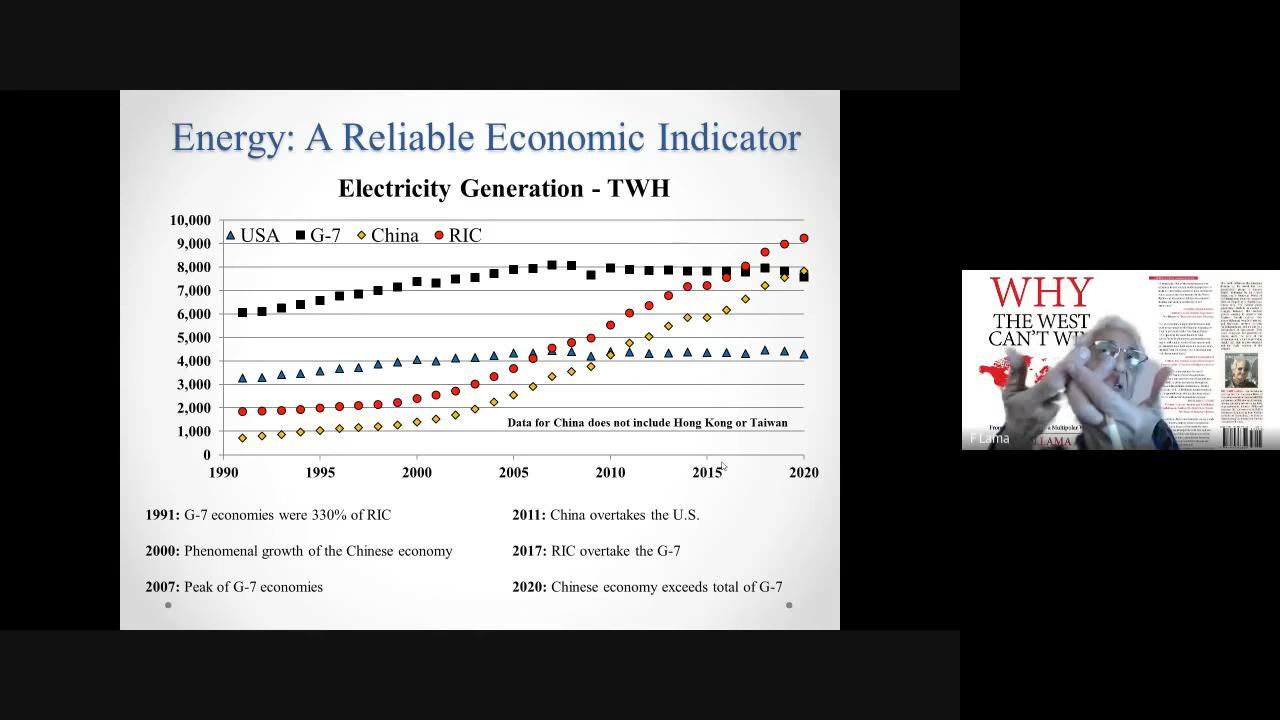 Energy: A Reliable Economic Indicator
Electricity Generation - TWH
USA G-7 China RIC
10,000
9,000
8,000
7,000
6,000
5,000
4,000
3,000
2,000
1,000
0
Data for China does not include Hong Kong or Taiwan
1990 1995 2000 2005 2010 2015 2020
1991: G-7 economies were 330% of RIC
2000: Phenomenal growth of the Chinese economy
2007: Peak of G-7 economies
2011: China overtakes the U.S.
2017: RIC overtake the G-7
2020: Chinese economy exceeds total of G-7
WHY
THE WEST
CAN'T
F Lama
LAMA